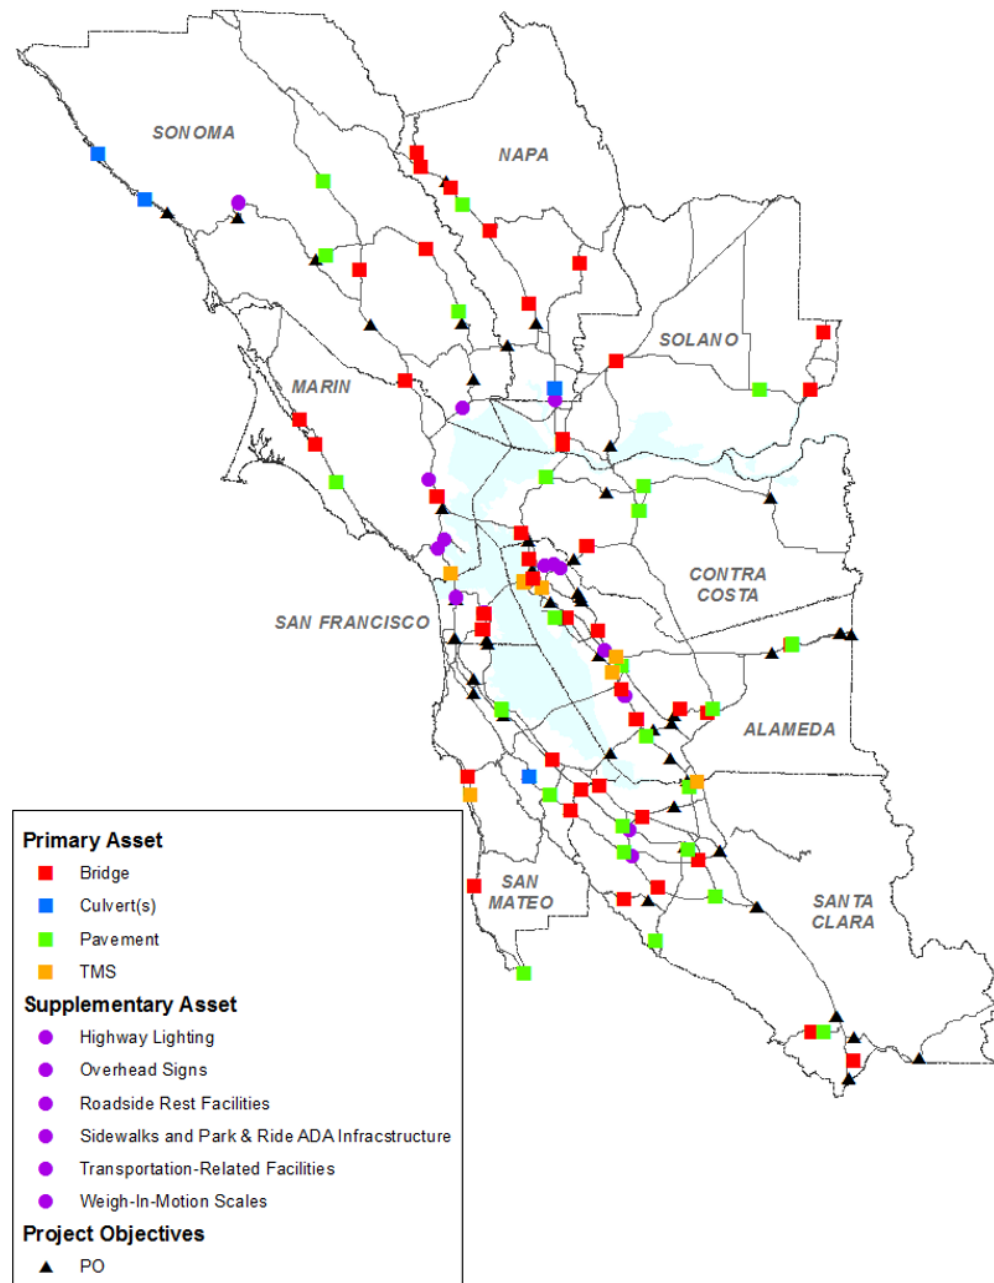 SONOMA
NAPA
SOLANO
MARIN
CONTRA
COSTA
SAN FRANCISCO
ALAMEDA
SAN
MATEO
SANTA
CLARA
Primary Asset
Bridge
Culvert(s)
Pavement
TMS
Supplementary Asset
Highway Lighting
Overhead Signs
Roadside Rest Facilities
Sidewalks and Park & Ride ADA Infracstructure
Transportation-Related Facilities
Weigh-In-Motion Scales
Project Objectives
PO